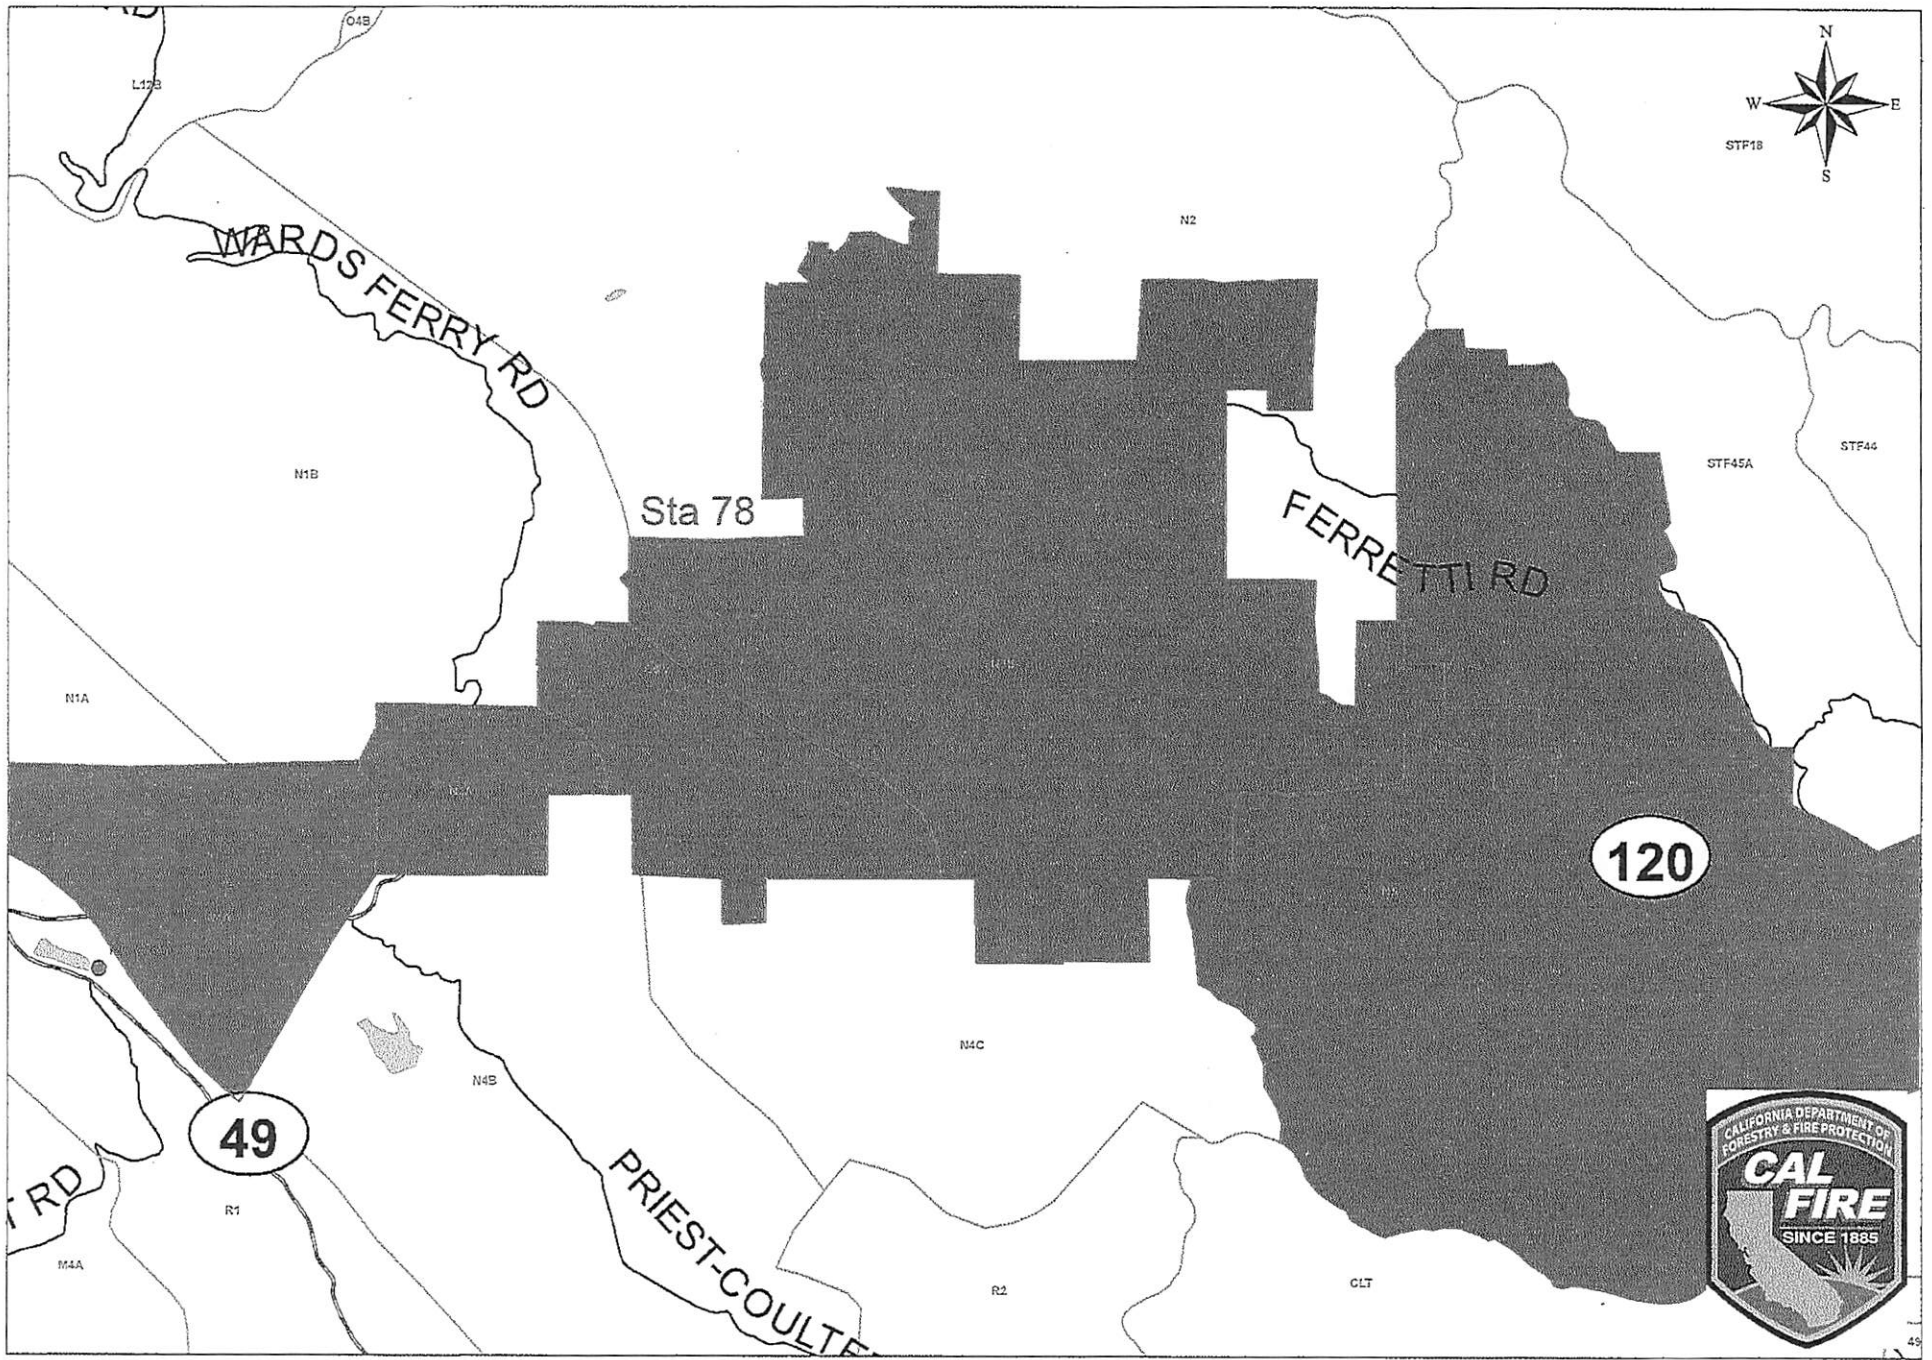 O4B
L12B
N
W E
S
STF18
N2
WARDS FERRY RD
N1B
STF45A
STF44
Sta 78
FERRETTI RD
N1A
120
N4C
N4B
49
CALIFORNIA DEPARTMENT OF
FORESTRY & FIRE PROTECTION
CAL
FIRE
SINCE 1885
T RD
R1
PRIEST-COULTE
M4A
R2
49